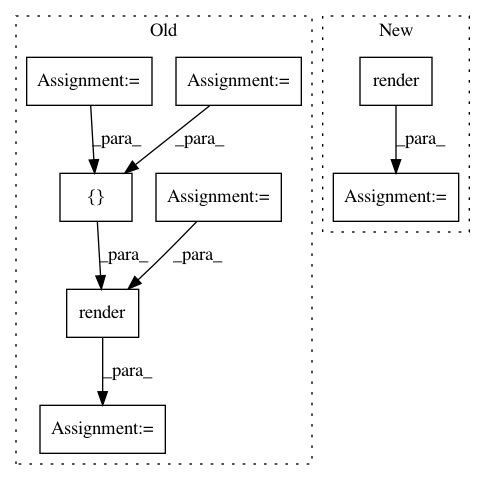 Old
New
Assignment:=
Assignment:=
render
_para_
_para_
_para_
{}
Assignment:=
Assignment:=
_para_
_para_
render
_para_
Assignment:=